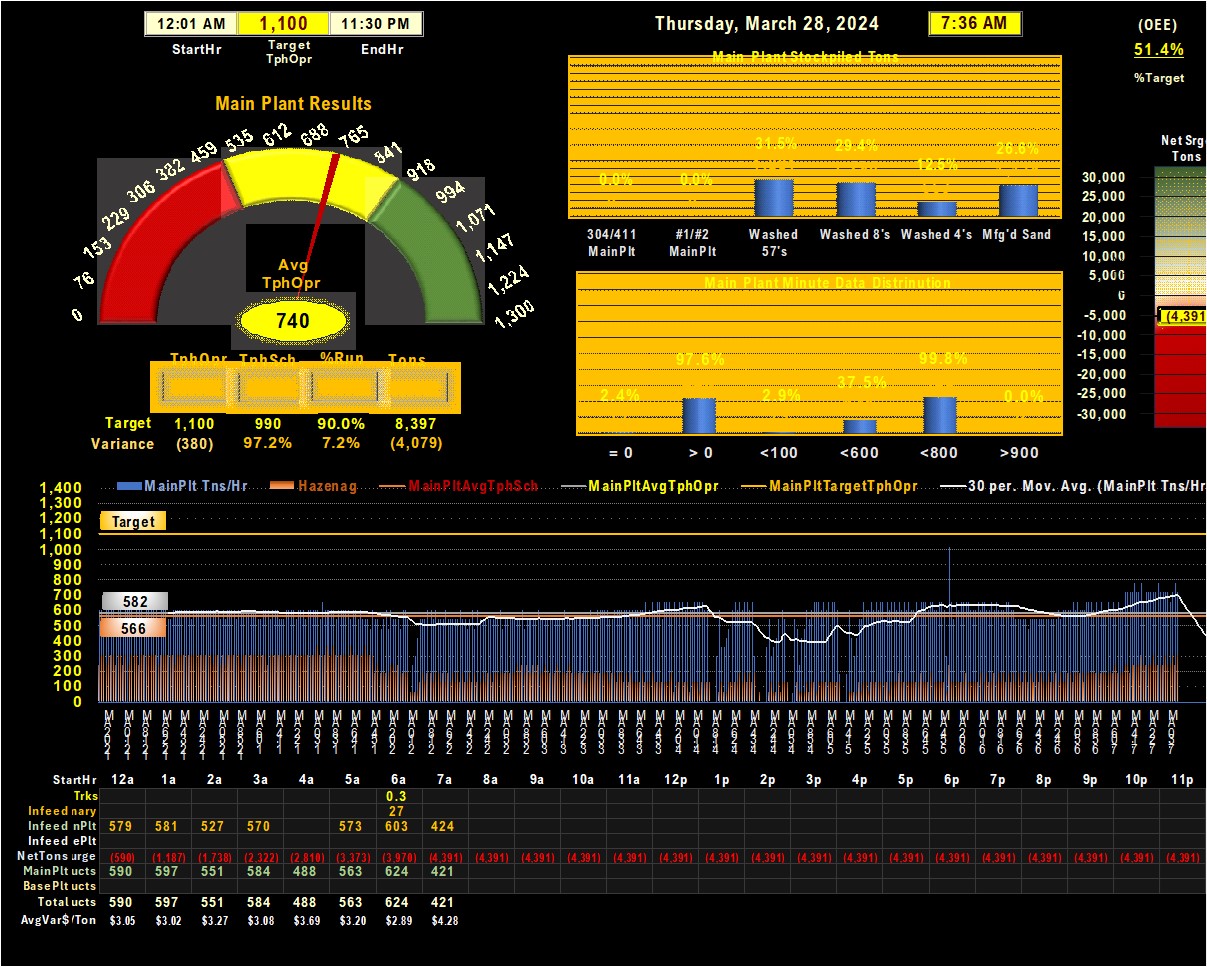 12:01 AM 1,100 11:30 PM
StartHr Target TphOpr EndHr
Thursday, March 28, 2024 7:36 AM
(OEE)
51.4%
%Target
Main Plant Results
0 76 153 229 306 382 459 535 612 688 765 841 918 994 1,071 1,147 1,224 1,300
Avg
TphOpr
740
TphOpr TphSch %Run Tons
Target 1,100 990 90.0% 8,397
Variance (380) 97.2% 7.2% (4,079)
Main Plant Stockpiled Tons
0.0% 0.0% 31.5% 29.4% 12.5% 26.6%
304/411 MainPlt #1/#2 MainPlt Washed 57's Washed 8's Washed 4's Mfg'd Sand
Main Plant Minute Data Distribution
2.4% 97.6% 2.9% 37.5% 99.8% 0.0%
= 0 > 0 <100 <600 <800 >900
Net Srg
Tons
30,000
25,000
20,000
15,000
10,000
5,000
0
-5,000 (4,391
-10,000
-15,000
-20,000
-25,000
-30,000
MainPlt Tns/Hr Hazenag MainPltAvgTphSch MainPltAvgTphOpr MainPltTargetTphOpr 30 per. Mov. Avg. (MainPlt Tns/Hr
1,400
1,300
1,200
1,100
1,000
900
800
700
600
500
400
300
200
100
0
Target
582
566
StartHr 12a 1a 2a 3a 4a 5a 6a 7a 8a 9a 10a 11a 12p 1p 2p 3p 4p 5p 6p 7p 8p 9p 10p 11p
Trks 0.3
Infeed nary 27
Infeed nPlt 579 581 527 570 573 603 424
Infeed ePlt
NetTons urge (590) (1,187) (1,738) (2,322) (2,810) (3,373) (3,970) (4,391) (4,391) (4,391) (4,391) (4,391) (4,391) (4,391) (4,391) (4,391) (4,391) (4,391) (4,391) (4,391) (4,391) (4,391) (4,391) (4,391)
MainPlt ucts 590 597 551 584 488 563 624 421
BasePlt ucts
Total ucts 590 597 551 584 488 563 624 421
AvgVar$/Ton $3.05 $3.02 $3.27 $3.08 $3.69 $3.20 $2.89 $4.28